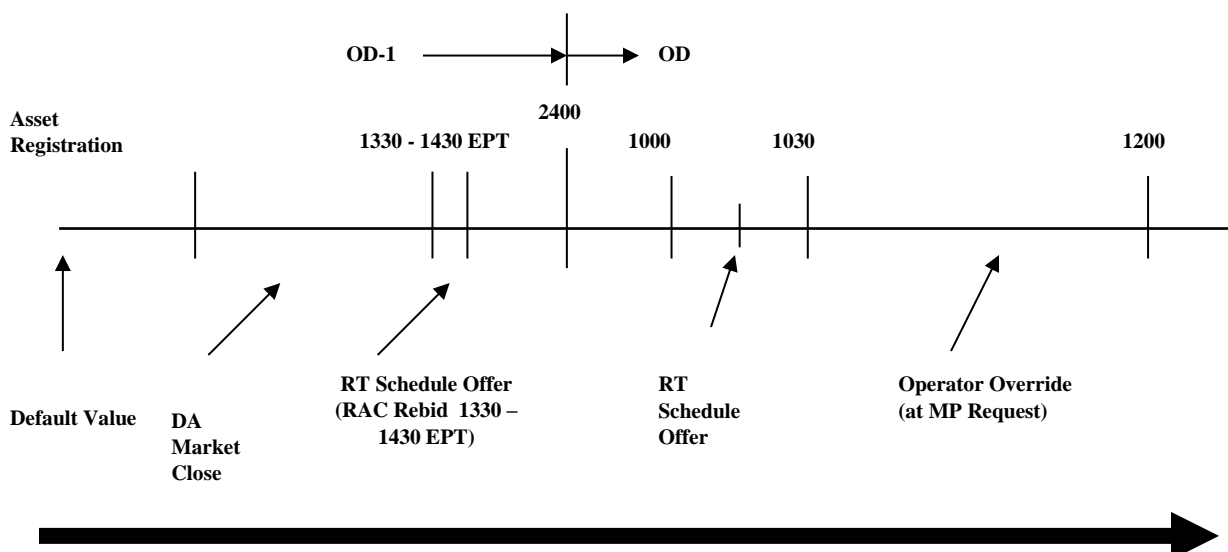 OD-1
OD
Asset
Registration
1330 - 1430 EPT
2400
1000
1030
1200
Default Value
DA
Market
Close
RT Schedule Offer
(RAC Rebid 1330 –
1430 EPT)
RT
Schedule
Offer
Operator Override
(at MP Request)